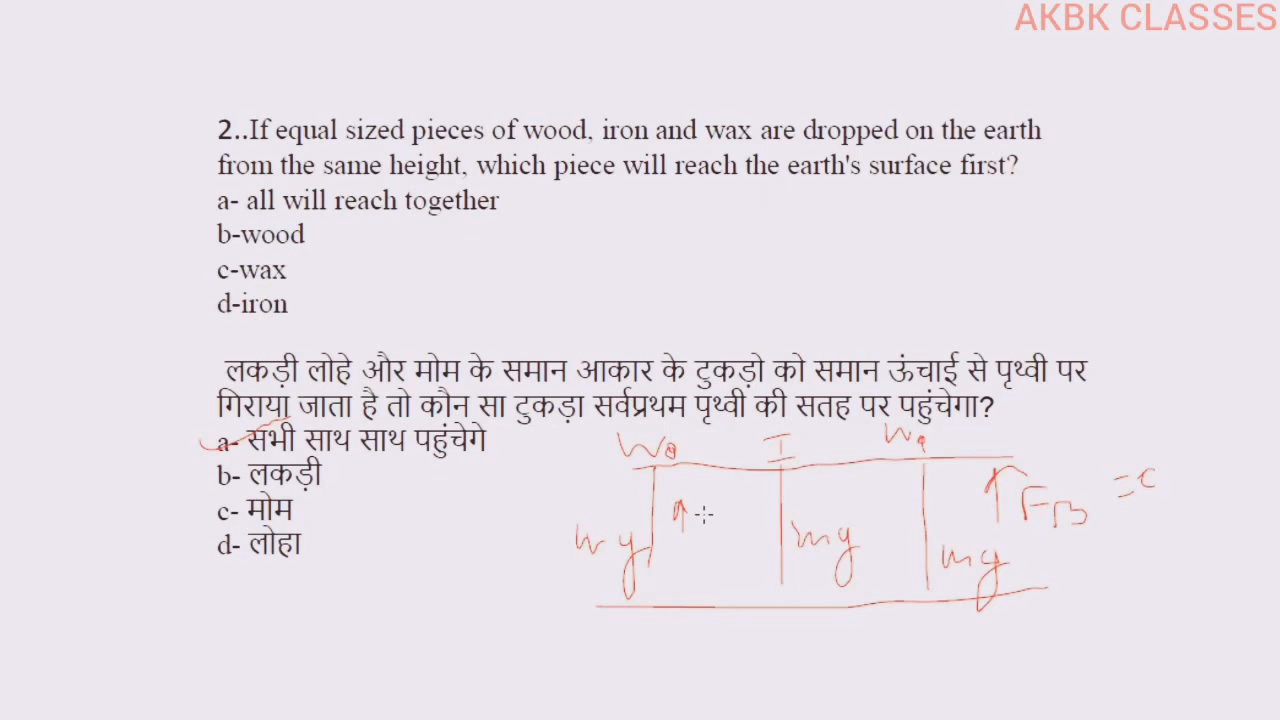 AKBK CLASSES
2..If equal sized pieces of wood, iron and wax are dropped on the earth
from the same height, which piece will reach the earth's surface first?
a- all will reach together
b-wood
c-wax
d-iron
लकड़ी लोहे और मोम के समान आकार के टुकड़ो को समान ऊंचाई से पृथ्वी पर
गिराया जाता है तो कौन सा टुकड़ा सर्वप्रथम पृथ्वी की सतह पर पहुंचेगा?
a- सभी साथ साथ पहुंचेगे
b- लकड़ी
c- मोम
d- लोहा
I
mg
mg
FB